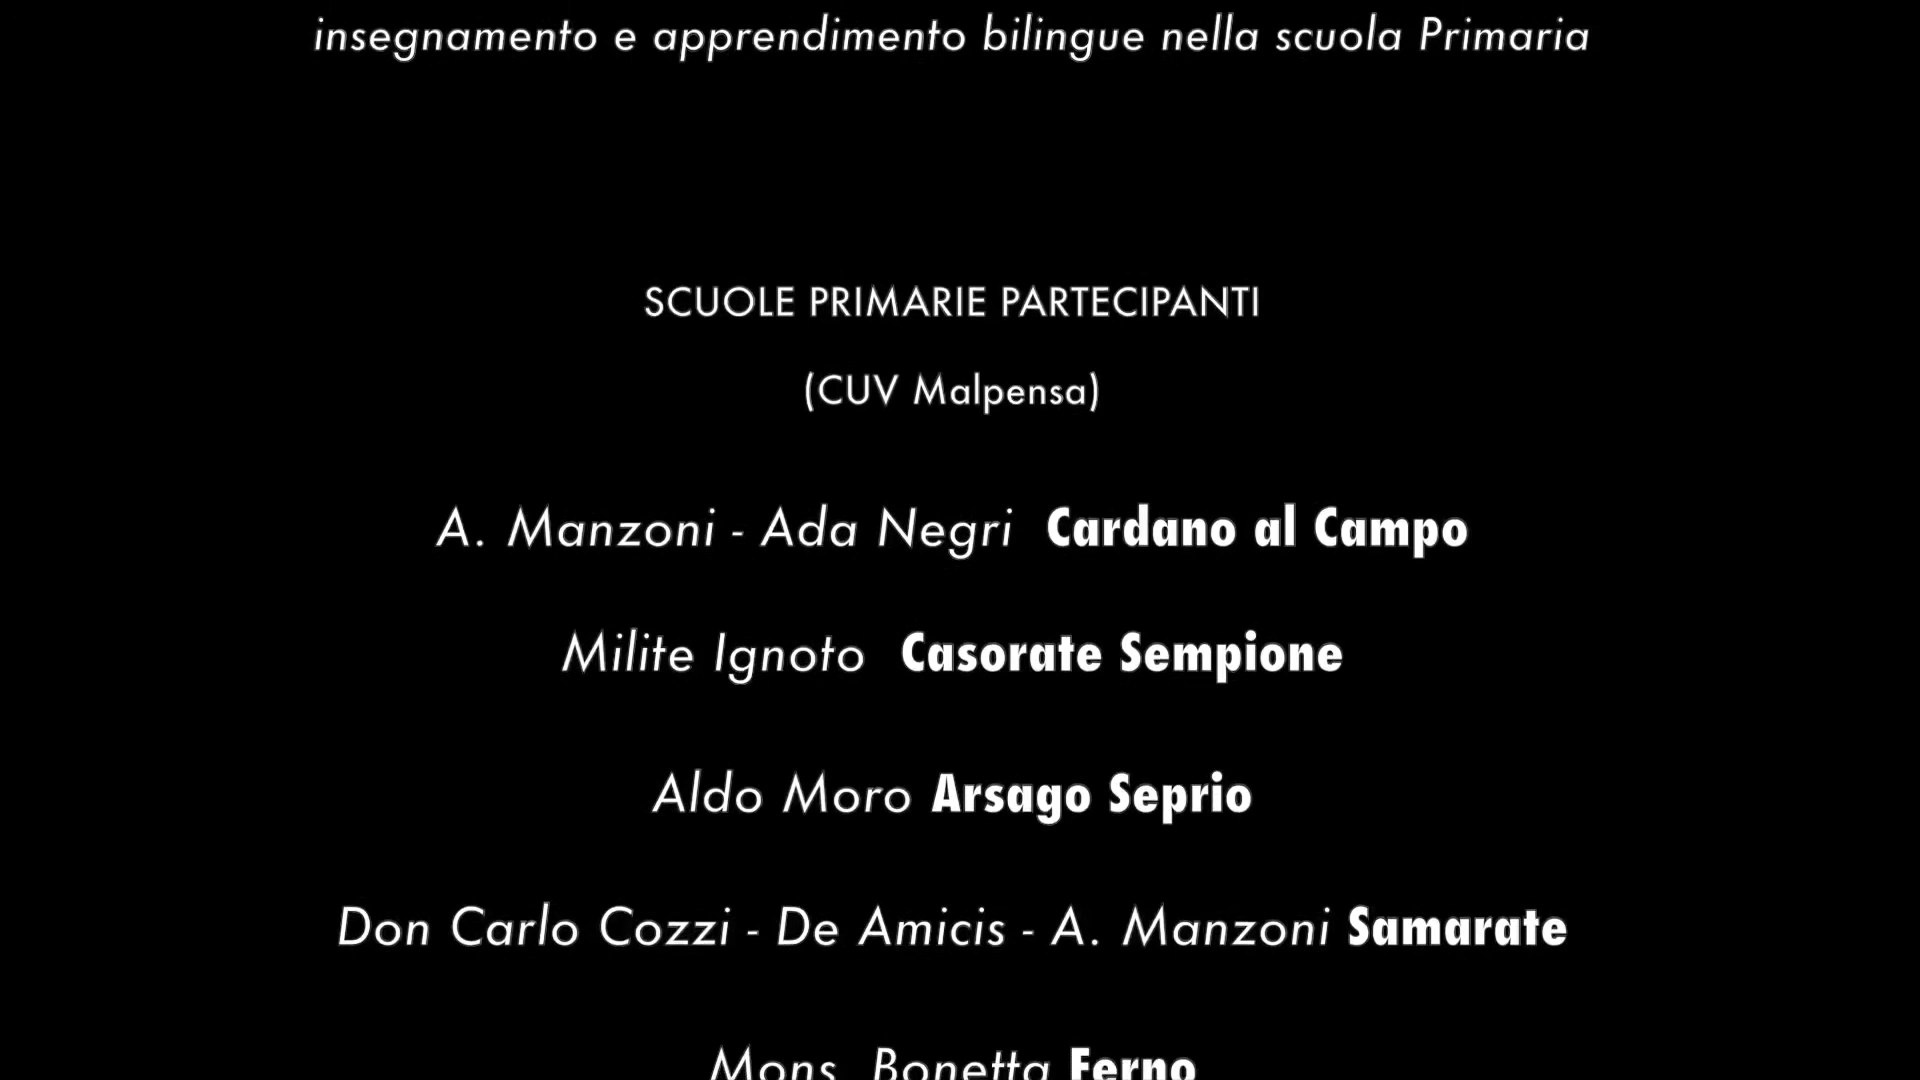 insegnamento e apprendimento bilingue nella scuola Primaria
SCUOLE PRIMARIE PARTECIPANTI
(CUV Malpensa)
A. Manzoni - Ada Negri Cardano al Campo
Milite Ignoto Casorate Sempione
Aldo Moro Arsago Seprio
Don Carlo Cozzi - De Amicis - A. Manzoni Samarate
Mons. Bonetta Ferno